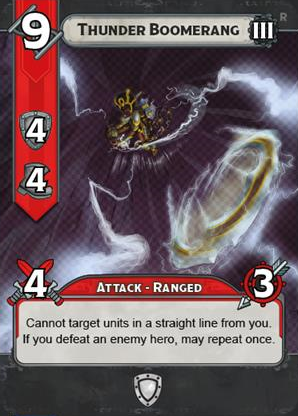 9
THUNDER BOOMERANG
III
R
4
4
4
ATTACK - RANGED
3
Cannot target units in a straight line from you.
If you defeat an enemy hero, may repeat once.